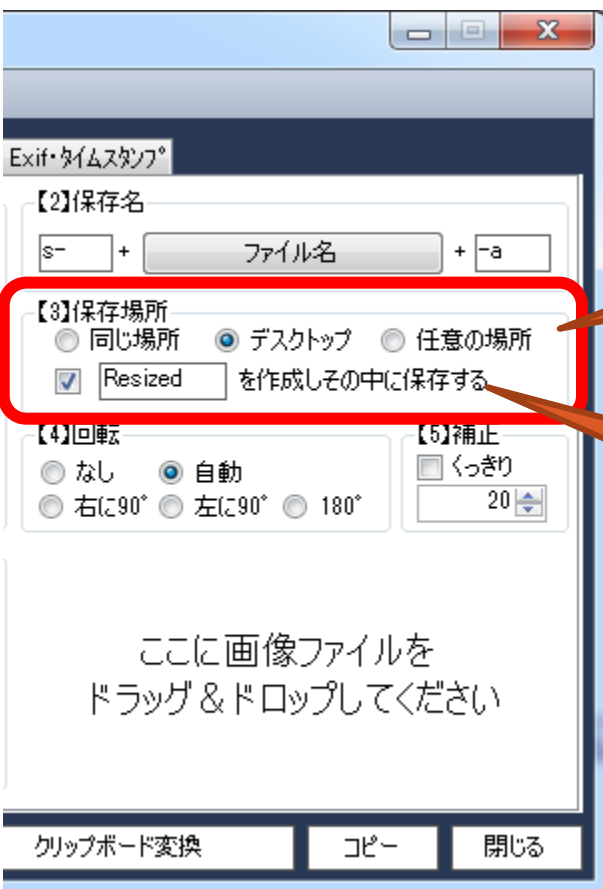 Exif・タイムスタンプ
【2】保存名
s- + ファイル名 + -a
【3】保存場所
同じ場所 デスクトップ 任意の場所
Resized を作成しその中に保存する
【4】回転
なし 自動
右に90° 左に90° 180°
【5】補正
くっきり
20
ここに画像ファイルを
ドラッグ＆ドロップしてください
クリップボード変換 コピー 閉じる